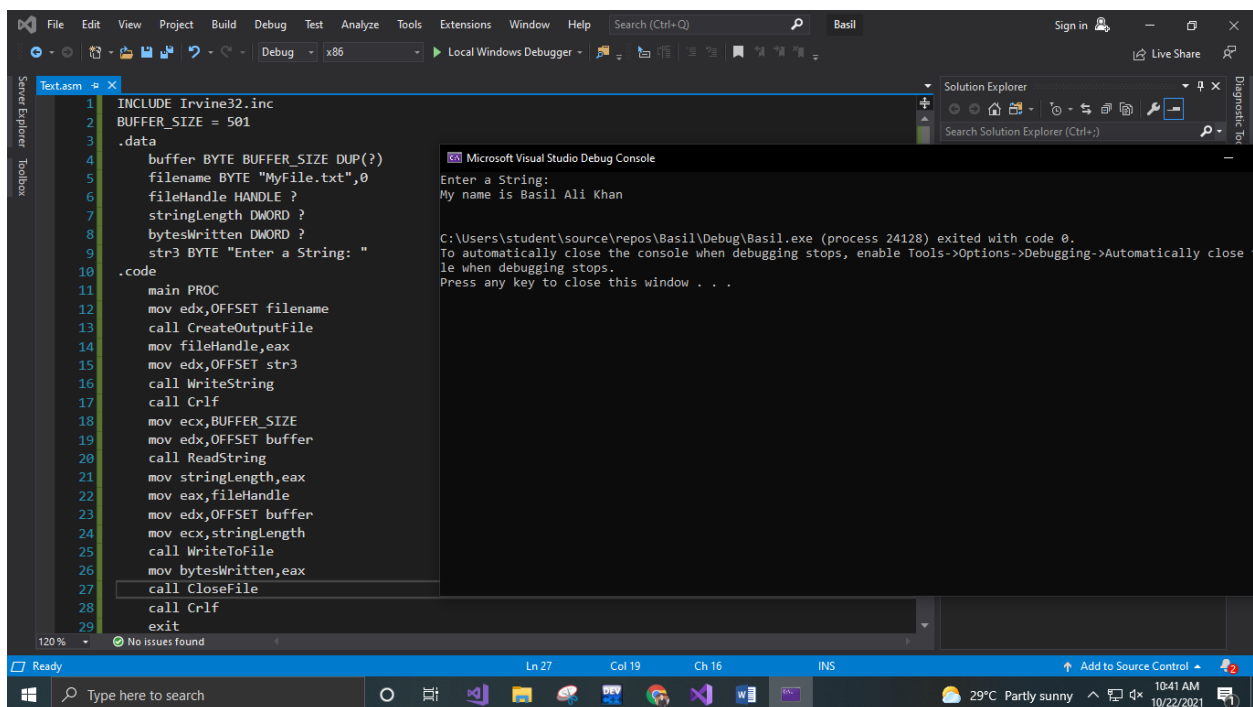 File Edit View Project Build Debug Test Analyze Tools Extensions Window Help Search (Ctrl+Q) Basil Sign in
Debug x86 Local Windows Debugger Live Share
Server Explorer
Toolbox
Text.asm
1 INCLUDE Irvine32.inc
2 BUFFER_SIZE = 501
3 .data
4 buffer BYTE BUFFER_SIZE DUP(?)
5 filename BYTE "MyFile.txt",0
6 fileHandle HANDLE ?
7 stringLength DWORD ?
8 bytesWritten DWORD ?
9 str3 BYTE "Enter a String: "
10 .code
11 main PROC
12 mov edx,OFFSET filename
13 call CreateOutputFile
14 mov fileHandle,eax
15 mov edx,OFFSET str3
16 call WriteString
17 call Crlf
18 mov ecx,BUFFER_SIZE
19 mov edx,OFFSET buffer
20 call ReadString
21 mov stringLength,eax
22 mov eax,fileHandle
23 mov edx,OFFSET buffer
24 mov ecx,stringLength
25 call WriteToFile
26 mov bytesWritten,eax
27 call CloseFile
28 call Crlf
29 exit
Solution Explorer
Search Solution Explorer (Ctrl+;)
Diagnostic
Microsoft Visual Studio Debug Console
Enter a String:
My name is Basil Ali Khan
C:\Users\student\source\repos\Basil\Debug\Basil.exe (process 24128) exited with code 0.
To automatically close the console when debugging stops, enable Tools->Options->Debugging->Automatically close
le when debugging stops.
Press any key to close this window . . .
120 % No issues found
Ready Ln 27 Col 19 Ch 16 INS Add to Source Control 2
Type here to search DEV 29°C Partly sunny 10:41 AM
10/22/2021 1